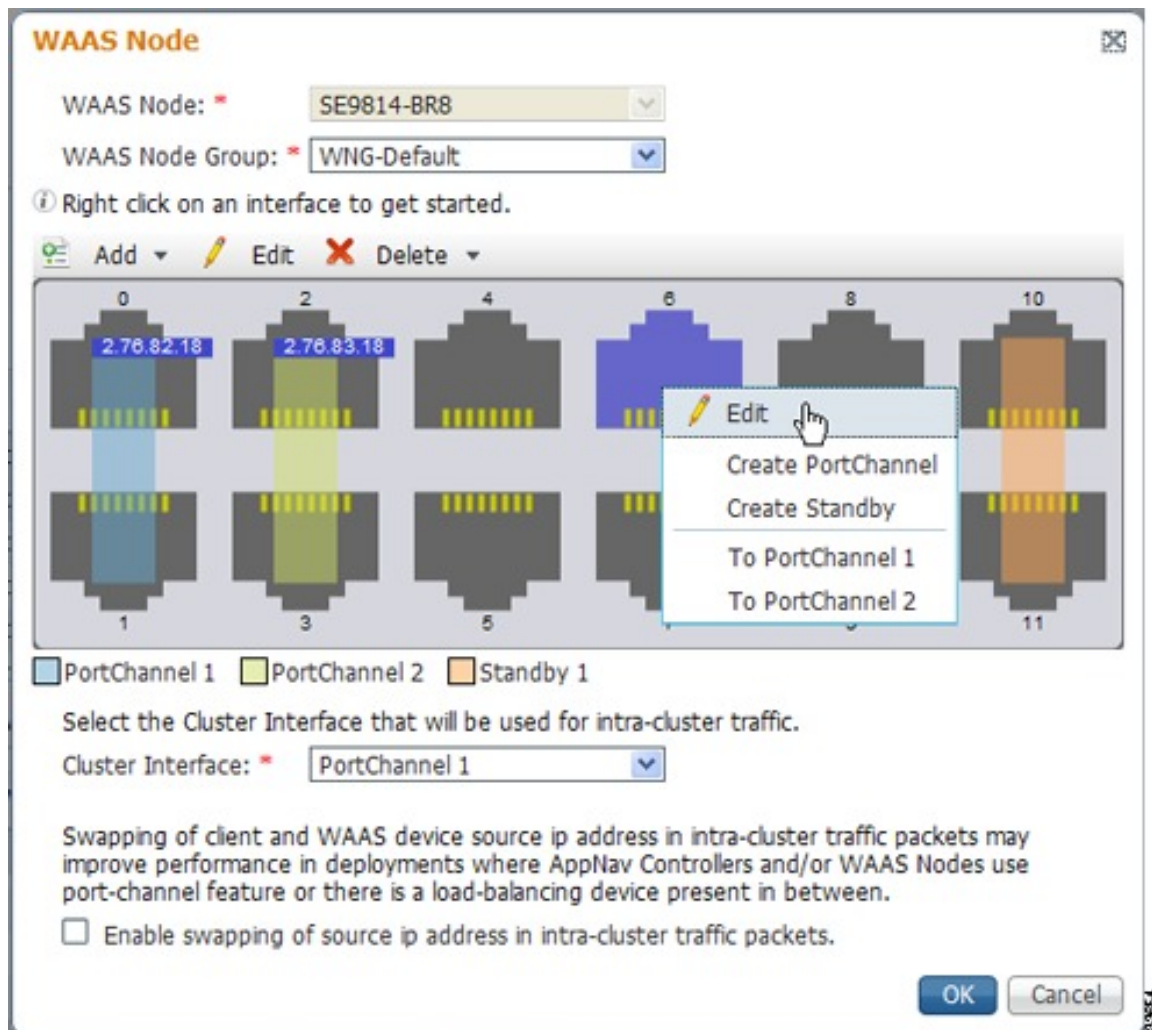 WAAS Node
WAAS Node: *
SE9814-BR8
WAAS Node Group: *
WNG-Default
i Right click on an interface to get started.
Add Edit Delete
0 2 4 6 8 10
2.76.82.18 2.76.83.18
Edit
Create PortChannel
Create Standby
To PortChannel 1
To PortChannel 2
1 3 5 11
PortChannel 1 PortChannel 2 Standby 1
Select the Cluster Interface that will be used for intra-cluster traffic.
Cluster Interface: *
PortChannel 1
Swapping of client and WAAS device source ip address in intra-cluster traffic packets may
improve performance in deployments where AppNav Controllers and/or WAAS Nodes use
port-channel feature or there is a load-balancing device present in between.
Enable swapping of source ip address in intra-cluster traffic packets.
OK Cancel